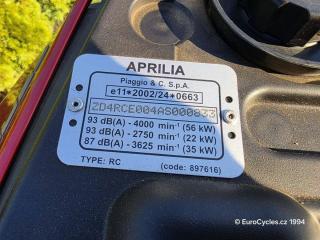 APRILIA
Piaggio & C. S.p.A.
e11*2002/24*0663
ZD4RCE004AS000833
93 dB(A) - 4000 min⁻¹ (56 kW)
93 dB(A) - 2750 min⁻¹ (22 kW)
87 dB(A) - 3625 min⁻¹ (35 kW)
TYPE: RC (code: 897616)
© EuroCycles.cz 1994